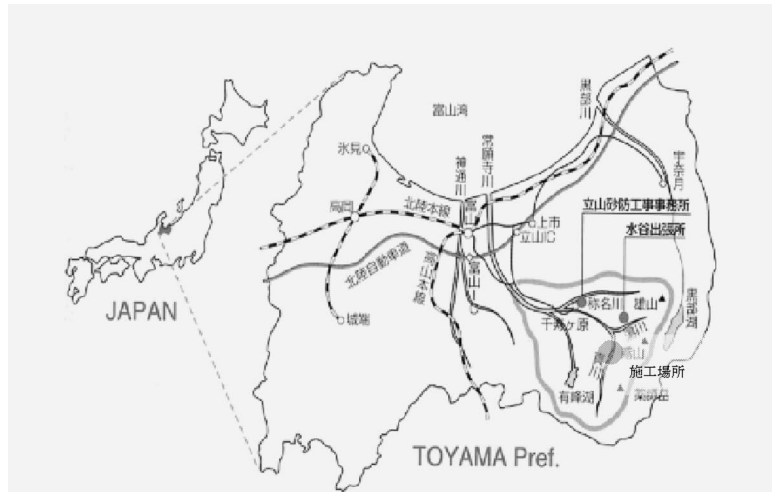 富山湾
黒部川
氷見
神通川
常願寺川
宇奈月
高岡
北陸本線
富山
上市
立山IC
立山砂防工事事務所
水谷出張所
北陸自動車道
高山本線
富山
JAPAN
称名川
雄山
黒部湖
城端
千寿ヶ原
施工場所
有峰湖
TOYAMA Pref.